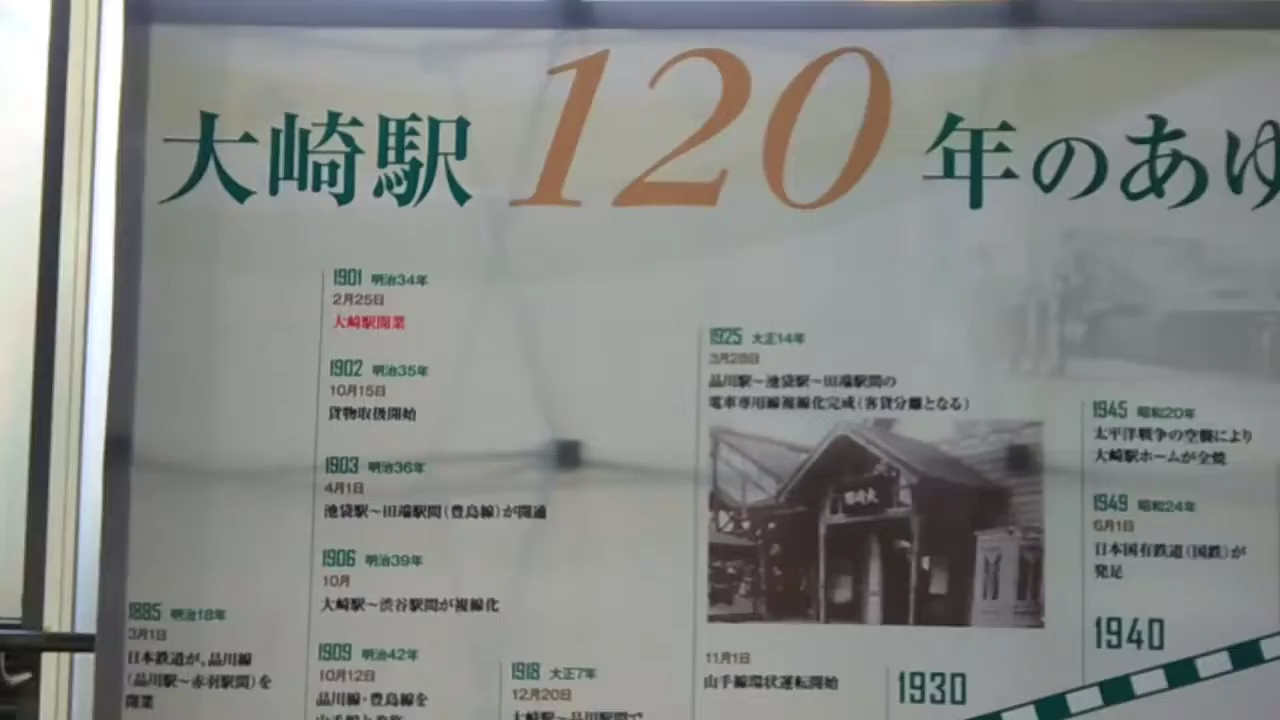 大崎駅 120 年のあゆ
1901 明治34年
2月25日
大崎駅開業
1902 明治35年
10月15日
貨物取扱開始
1903 明治36年
4月1日
池袋駅〜田端駅間(豊島線)が開通
1906 明治39年
10月
大崎駅〜渋谷駅間が複線化
1885 明治18年
3月1日
日本鉄道が、品川線
(品川駅〜赤羽駅間)を
開業
1909 明治42年
10月12日
品川線・豊島線を
1918 大正7年
12月20日
大崎駅〜品川駅間で
1925 大正14年
3月28日
品川駅〜池袋駅〜田端駅間の
電車専用線複線化完成(客貨分離となる)
11月1日
山手線環状運転開始
1930
1945 昭和20年
太平洋戦争の空襲により
大崎駅ホームが全焼
1949 昭和24年
6月1日
日本国有鉄道(国鉄)が
発足
1940